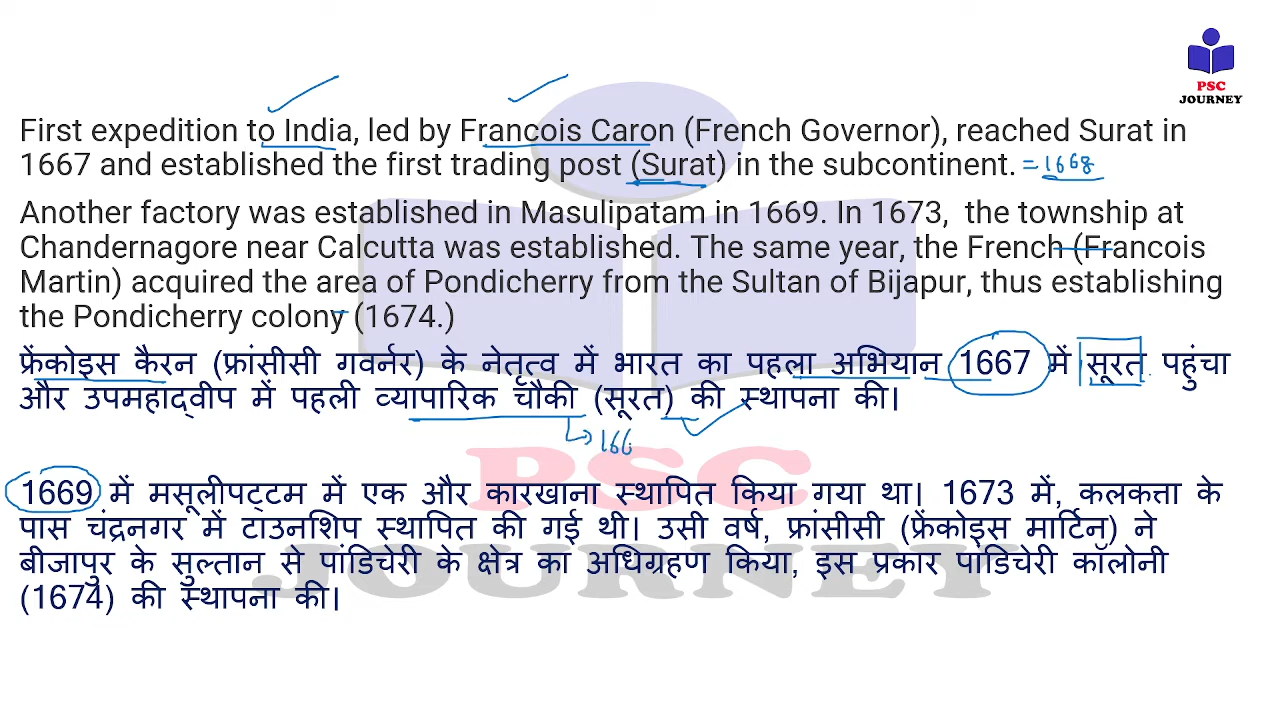 PSC
JOURNEY
First expedition to India, led by Francois Caron (French Governor), reached Surat in
1667 and established the first trading post (Surat) in the subcontinent. = 1668
Another factory was established in Masulipatam in 1669. In 1673, the township at
Chandernagore near Calcutta was established. The same year, the French (Francois
Martin) acquired the area of Pondicherry from the Sultan of Bijapur, thus establishing
the Pondicherry colony (1674.)
फ्रेंकोइस कैरन (फ्रांसीसी गवर्नर) के नेतृत्व में भारत का पहला अभियान 1667 में सूरत पहुंचा
और उपमहाद्वीप में पहली व्यापारिक चौकी (सूरत) की स्थापना की।
166
PSC
1669 में मसूलीपट्टम में एक और कारखाना स्थापित किया गया था। 1673 में, कलकत्ता के
पास चंद्रनगर में टाउनशिप स्थापित की गई थी। उसी वर्ष, फ्रांसीसी (फ्रेंकोइस मार्टिन) ने
बीजापुर के सुल्तान से पांडिचेरी के क्षेत्र का अधिग्रहण किया, इस प्रकार पांडिचेरी कॉलोनी
JOURNEY
(1674) की स्थापना की।